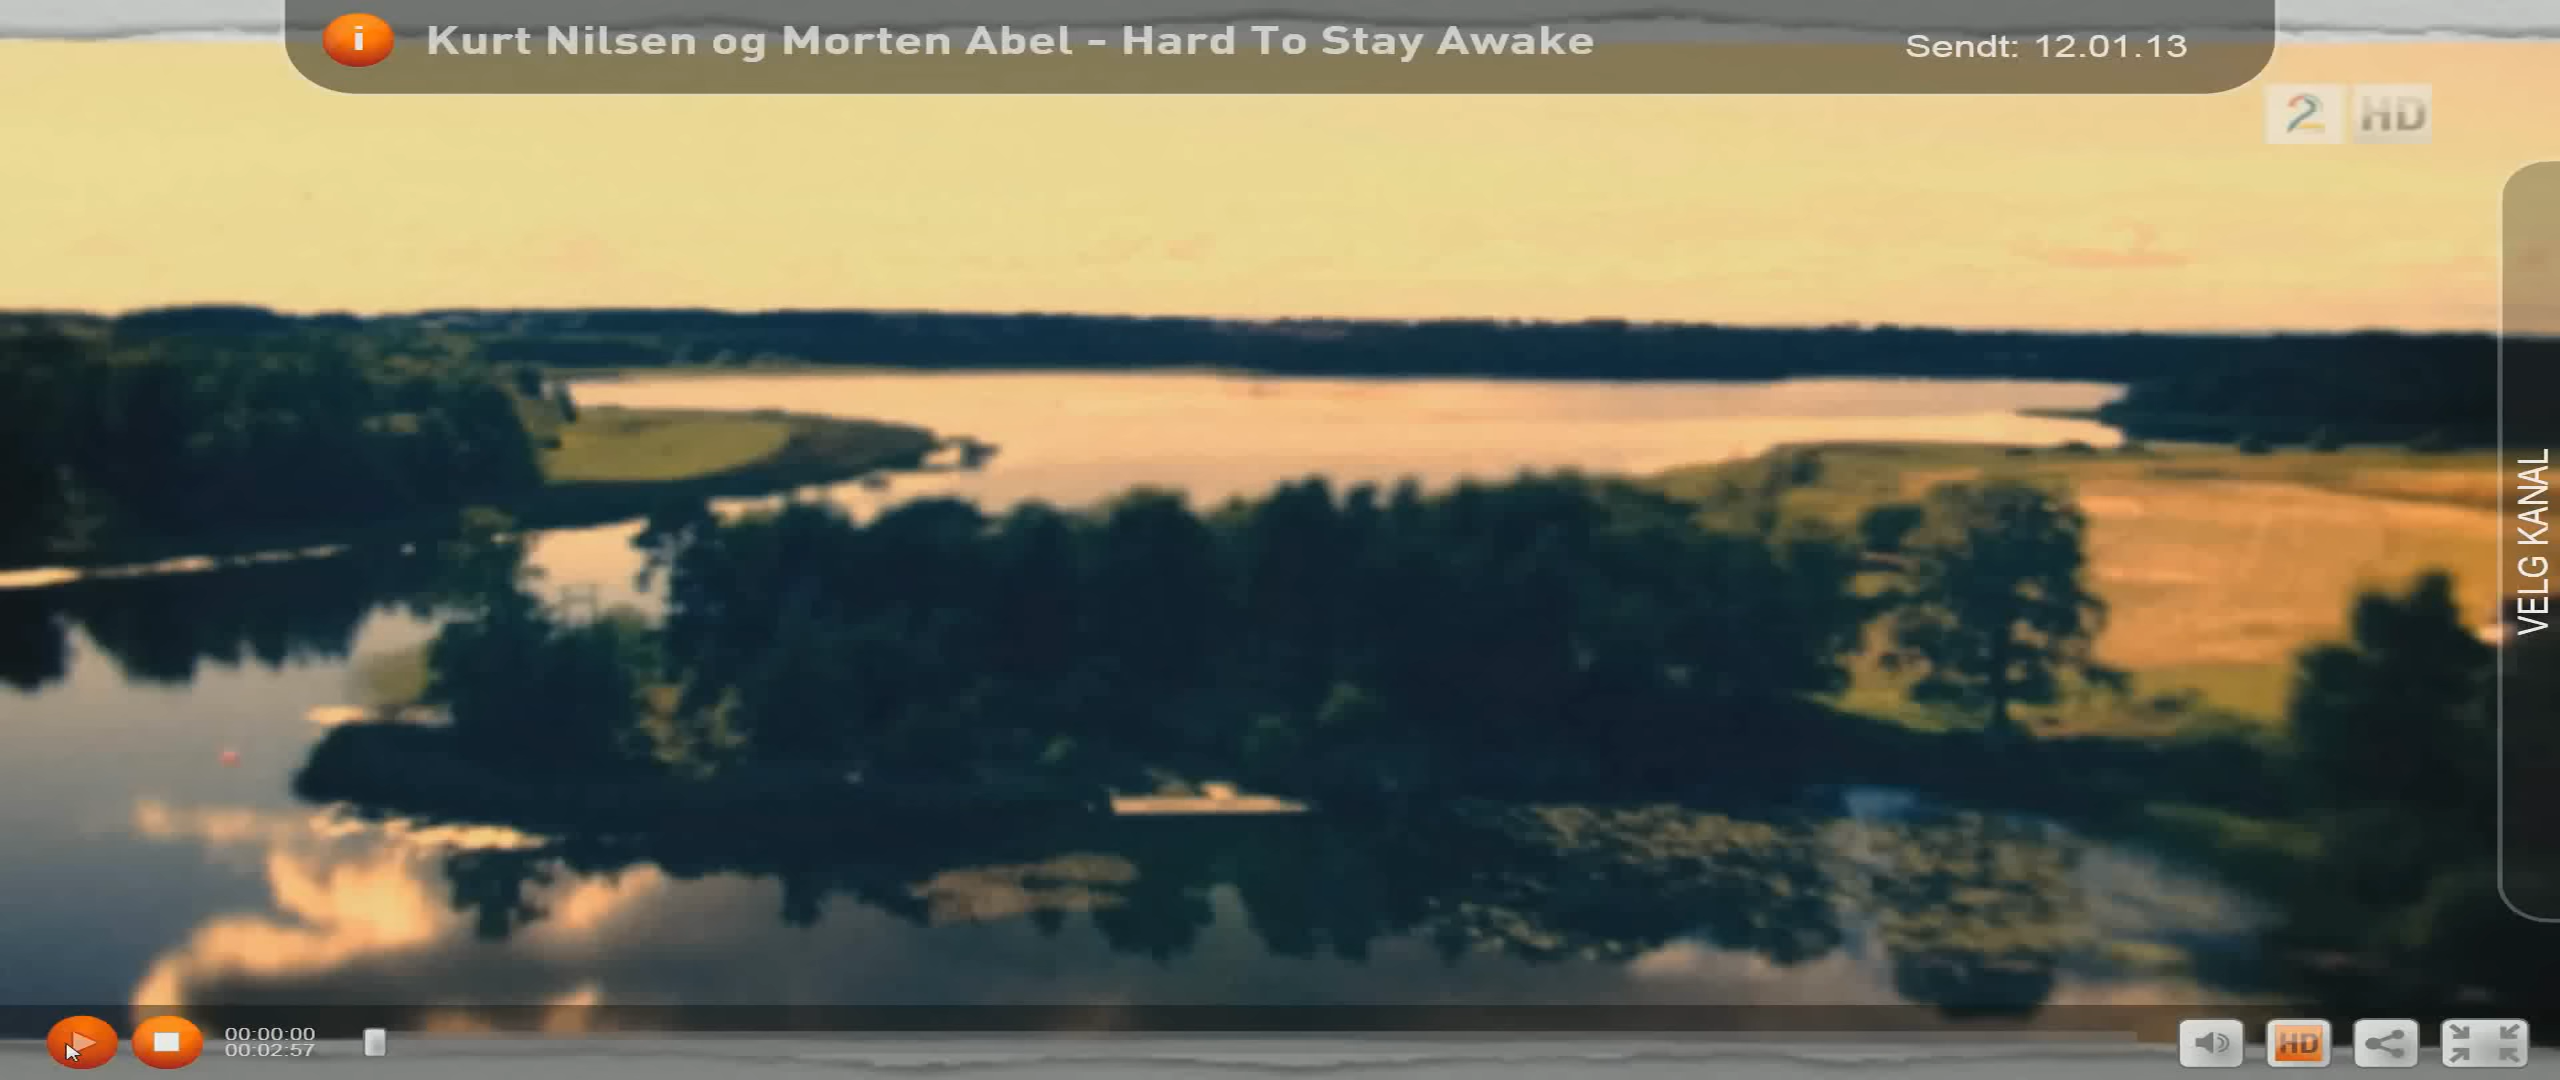 i
Kurt Nilsen og Morten Abel - Hard To Stay Awake
Sendt: 12.01.13
2 HD
VELG KANAL
00:00:00
00:02:57
HD